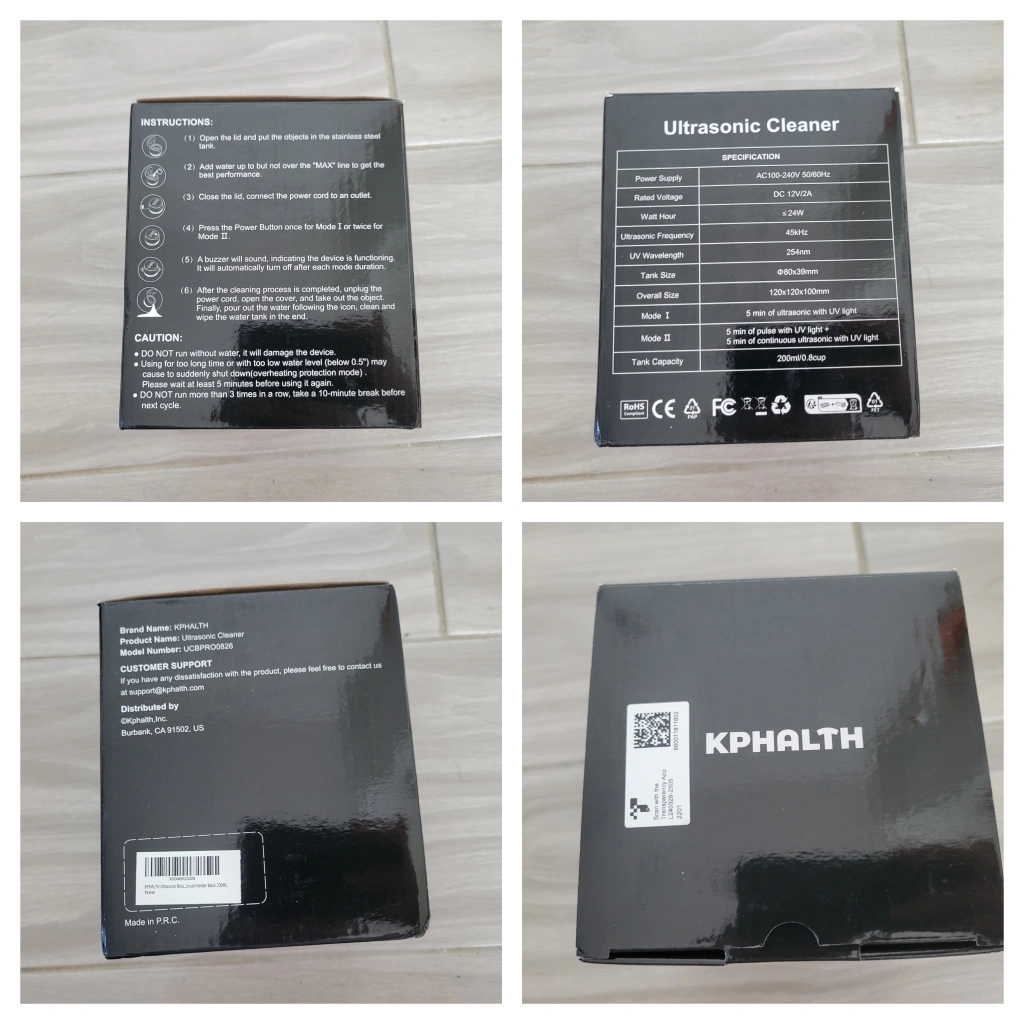 INSTRUCTIONS:
(1) Open the lid and put the objects in the stainless steel
tank.
(2) Add water up to but not over the "MAX" line to get the
best performance.
(3) Close the lid, connect the power cord to an outlet.
(4) Press the Power Button once for Mode Ⅰ or twice for
Mode Ⅱ.
(5) A buzzer will sound, indicating the device is functioning.
It will automatically turn off after each mode duration.
(6) After the cleaning process is completed, unplug the
power cord, open the cover, and take out the object.
Finally, pour out the water following the icon, clean and
wipe the water tank in the end.
CAUTION:
● DO NOT run without water, it will damage the device.
● Using for too long time or with too low water level (below 0.5") may
cause to suddenly shut down(overheating protection mode) .
Please wait at least 5 minutes before using it again.
● DO NOT run more than 3 times in a row, take a 10-minute break before
next cycle.
Ultrasonic Cleaner
SPECIFICATION
Power Supply AC100-240V 50/60Hz
Rated Voltage DC 12V/2A
Watt Hour ≤24W
Ultrasonic Frequency 45kHz
UV Wavelength 254nm
Tank Size Φ80x39mm
Overall Size 120x120x100mm
Mode Ⅰ 5 min of ultrasonic with UV light
Mode Ⅱ 5 min of pulse with UV light +
5 min of continuous ultrasonic with UV light
Tank Capacity 200ml/0.8cup
RoHS
Compliant
CE
PAP
FC
PET
Brand Name: KPHALTH
Product Name: Ultrasonic Cleaner
Model Number: UCBPRO0826
CUSTOMER SUPPORT
If you have any dissatisfaction with the product, please feel free to contact us
at support@kphalth.com
Distributed by
©Kphalth,Inc.
Burbank, CA 91502, US
New
Made in P.R.C.
KPHALTH
Scan with the
Transparency App
L240328-2505
2201